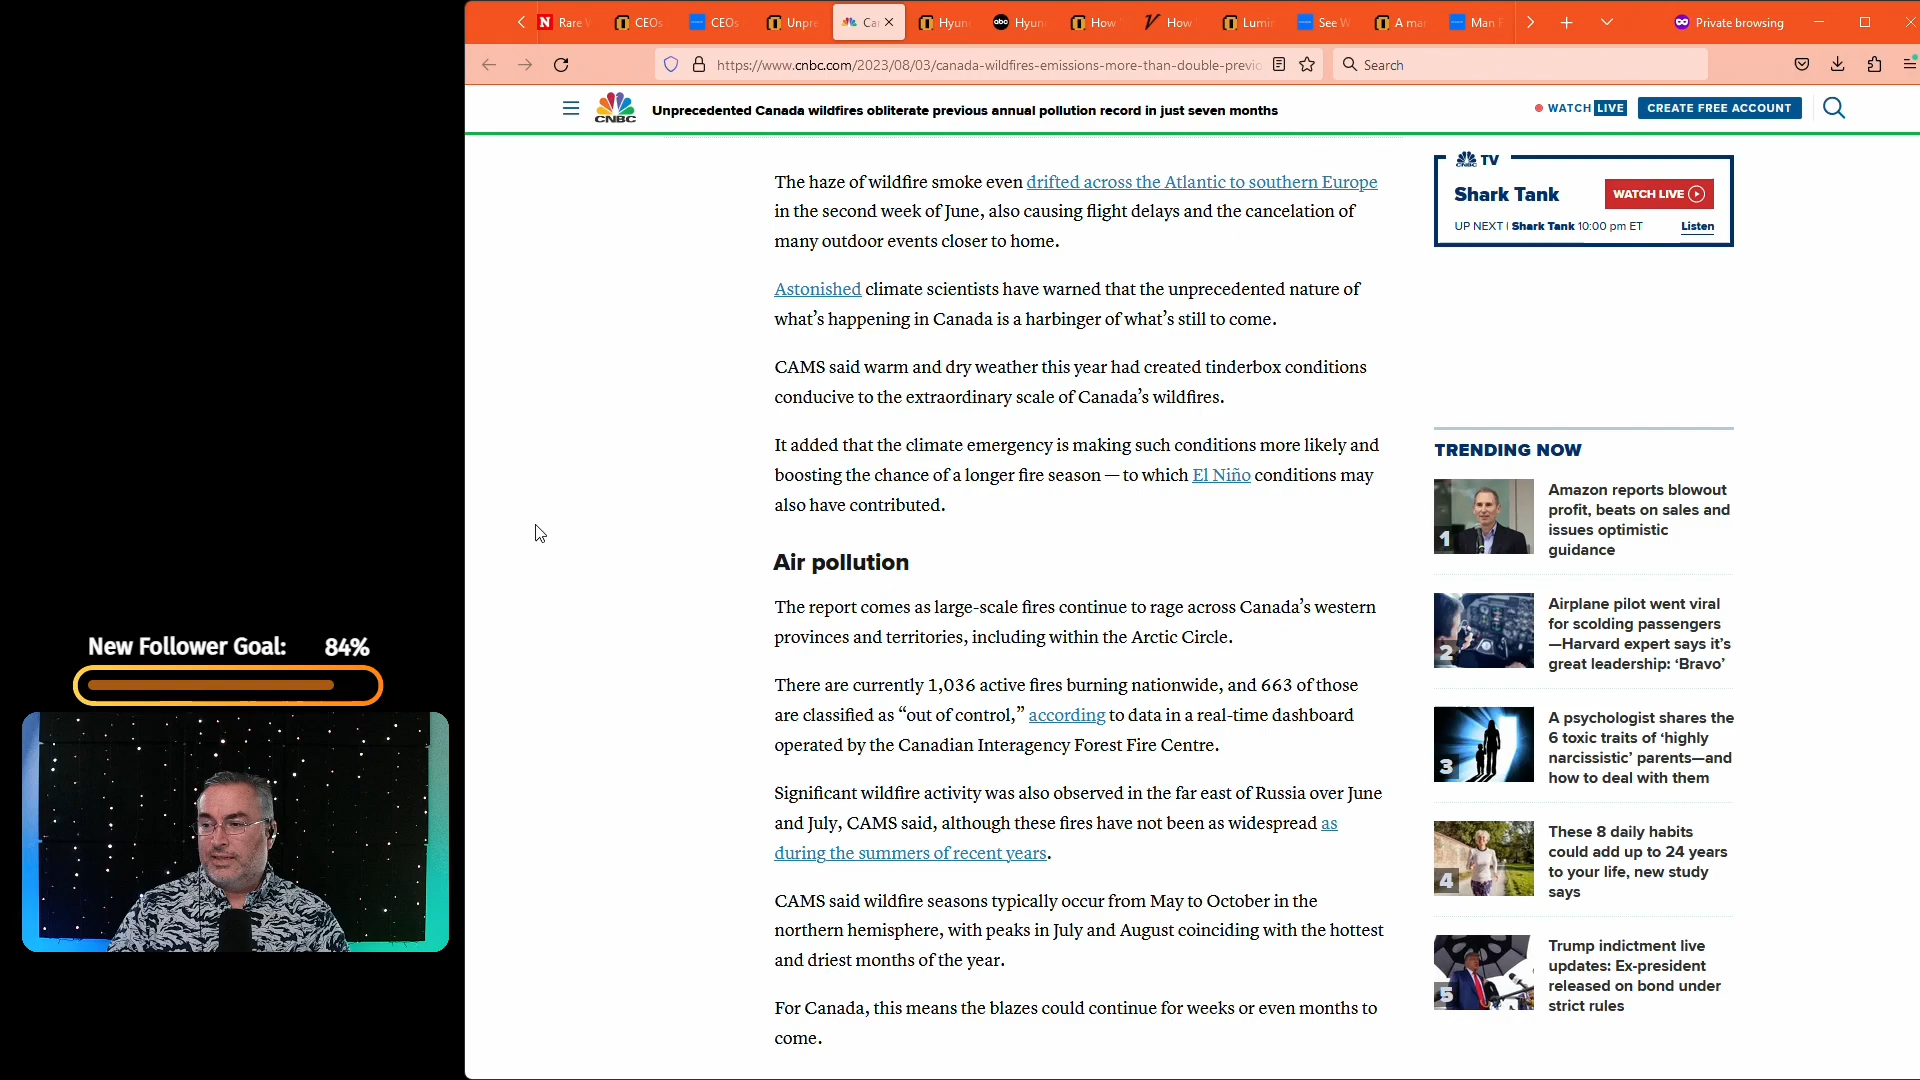 Rare
CEOs
CEOs
Unpre
Ca
Hyun
abc
Hyun
How
How
Lumin
See W
A man
Man F
Private browsing
https://www.cnbc.com/2023/08/03/canada-wildfires-emissions-more-than-double-previo
Search
CNBC
Unprecedented Canada wildfires obliterate previous annual pollution record in just seven months
WATCH LIVE
CREATE FREE ACCOUNT
The haze of wildfire smoke even drifted across the Atlantic to southern Europe
in the second week of June, also causing flight delays and the cancelation of
many outdoor events closer to home.
Astonished climate scientists have warned that the unprecedented nature of
what’s happening in Canada is a harbinger of what’s still to come.
CAMS said warm and dry weather this year had created tinderbox conditions
conducive to the extraordinary scale of Canada’s wildfires.
It added that the climate emergency is making such conditions more likely and
boosting the chance of a longer fire season — to which El Niño conditions may
also have contributed.
Air pollution
The report comes as large-scale fires continue to rage across Canada’s western
provinces and territories, including within the Arctic Circle.
There are currently 1,036 active fires burning nationwide, and 663 of those
are classified as “out of control,” according to data in a real-time dashboard
operated by the Canadian Interagency Forest Fire Centre.
Significant wildfire activity was also observed in the far east of Russia over June
and July, CAMS said, although these fires have not been as widespread as
during the summers of recent years.
CAMS said wildfire seasons typically occur from May to October in the
northern hemisphere, with peaks in July and August coinciding with the hottest
and driest months of the year.
For Canada, this means the blazes could continue for weeks or even months to
come.
CNBC TV
Shark Tank
WATCH LIVE
UP NEXT | Shark Tank 10:00 pm ET
Listen
TRENDING NOW
1
Amazon reports blowout
profit, beats on sales and
issues optimistic
guidance
2
Airplane pilot went viral
for scolding passengers
—Harvard expert says it’s
great leadership: ‘Bravo’
3
A psychologist shares the
6 toxic traits of ‘highly
narcissistic’ parents—and
how to deal with them
4
These 8 daily habits
could add up to 24 years
to your life, new study
says
5
Trump indictment live
updates: Ex-president
released on bond under
strict rules
New Follower Goal: 84%